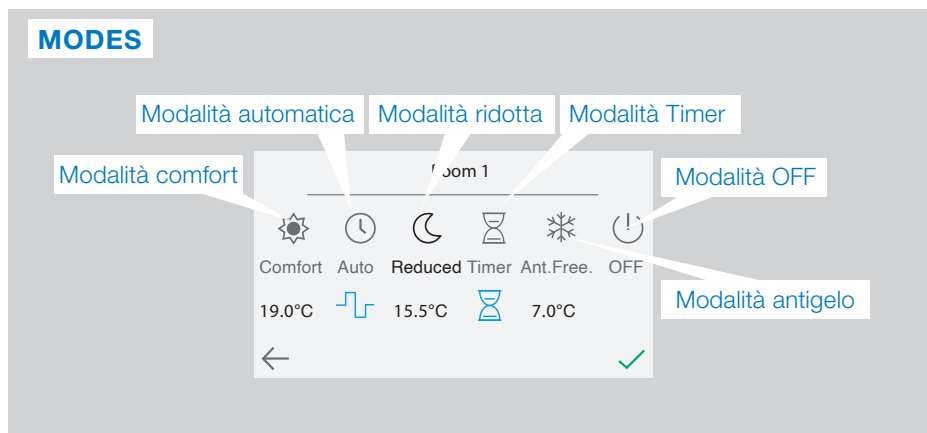 MODES
Modalità automatica Modalità ridotta Modalità Timer
Modalità comfort
Room 1
Modalità OFF
Comfort Auto Reduced Timer Ant.Free. OFF
19.0°C 15.5°C 7.0°C
Modalità antigelo